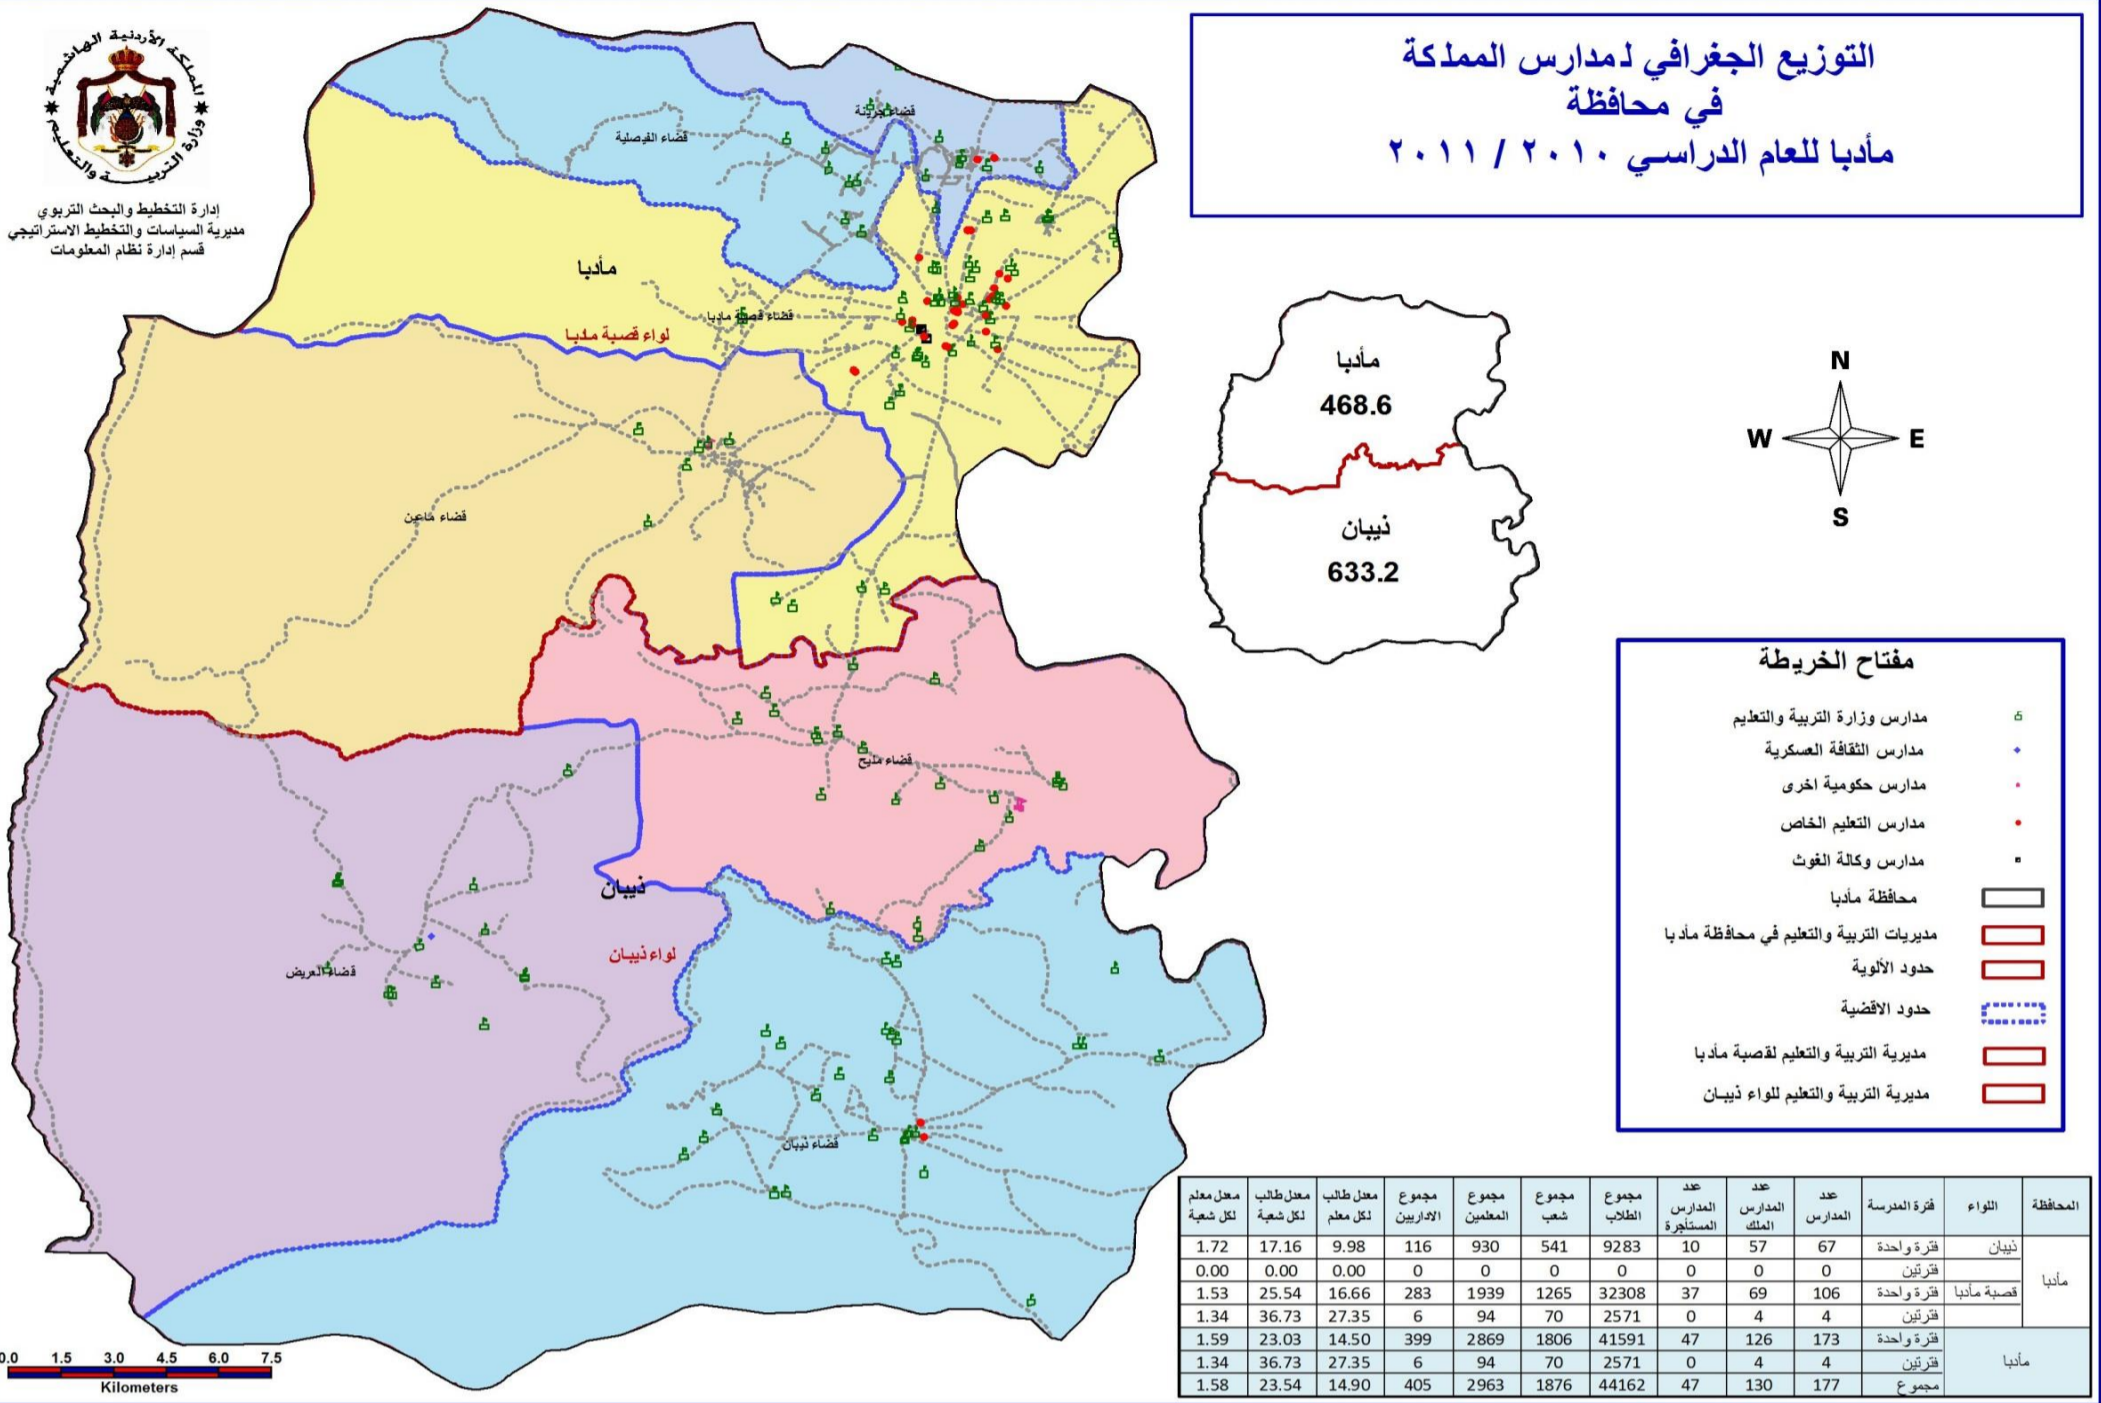 التوزيع الجغرافي لمدارس المملكة
في محافظة
مأدبا للعام الدراسي ٢٠١٠ / ٢٠١١
المملكة الأردنية الهاشمية
وزارة التربية والتعليم
إدارة التخطيط والبحث التربوي
مديرية السياسات والتخطيط الاستراتيجي
قسم إدارة نظام المعلومات
قضاء جرينة
قضاء الفيصلية
مأدبا
قضاء قصبة مادبا
لواء قصبة مادبا
قضاء ماعين
قضاء مليح
ذيبان
لواء ذيبان
قضاء العريض
قضاء ذيبان
مأدبا
468.6
ذيبان
633.2
N
W E
S
مفتاح الخريطة
مدارس وزارة التربية والتعليم
مدارس الثقافة العسكرية
مدارس حكومية اخرى
مدارس التعليم الخاص
مدارس وكالة الغوث
محافظة مأدبا
مديريات التربية والتعليم في محافظة مأدبا
حدود الألوية
حدود الاقضية
مديرية التربية والتعليم لقصبة مأدبا
مديرية التربية والتعليم للواء ذيبان
المحافظة اللواء فترة المدرسة عدد المدارس عدد المدارس الملك عدد المدارس المستأجرة مجموع الطلاب مجموع شعب مجموع المعلمين مجموع الاداريين معدل طالب لكل معلم معدل طالب لكل شعبة معدل معلم لكل شعبة
مأدبا ذيبان فترة واحدة 67 57 10 9283 541 930 116 9.98 17.16 1.72
فترتين 0 0 0 0 0 0 0 0.00 0.00 0.00
قصبة مأدبا فترة واحدة 106 69 37 32308 1265 1939 283 16.66 25.54 1.53
فترتين 4 4 0 2571 70 94 6 27.35 36.73 1.34
مأدبا فترة واحدة 173 126 47 41591 1806 2869 399 14.50 23.03 1.59
فترتين 4 4 0 2571 70 94 6 27.35 36.73 1.34
مجموع 177 130 47 44162 1876 2963 405 14.90 23.54 1.58
0.0 1.5 3.0 4.5 6.0 7.5
Kilometers